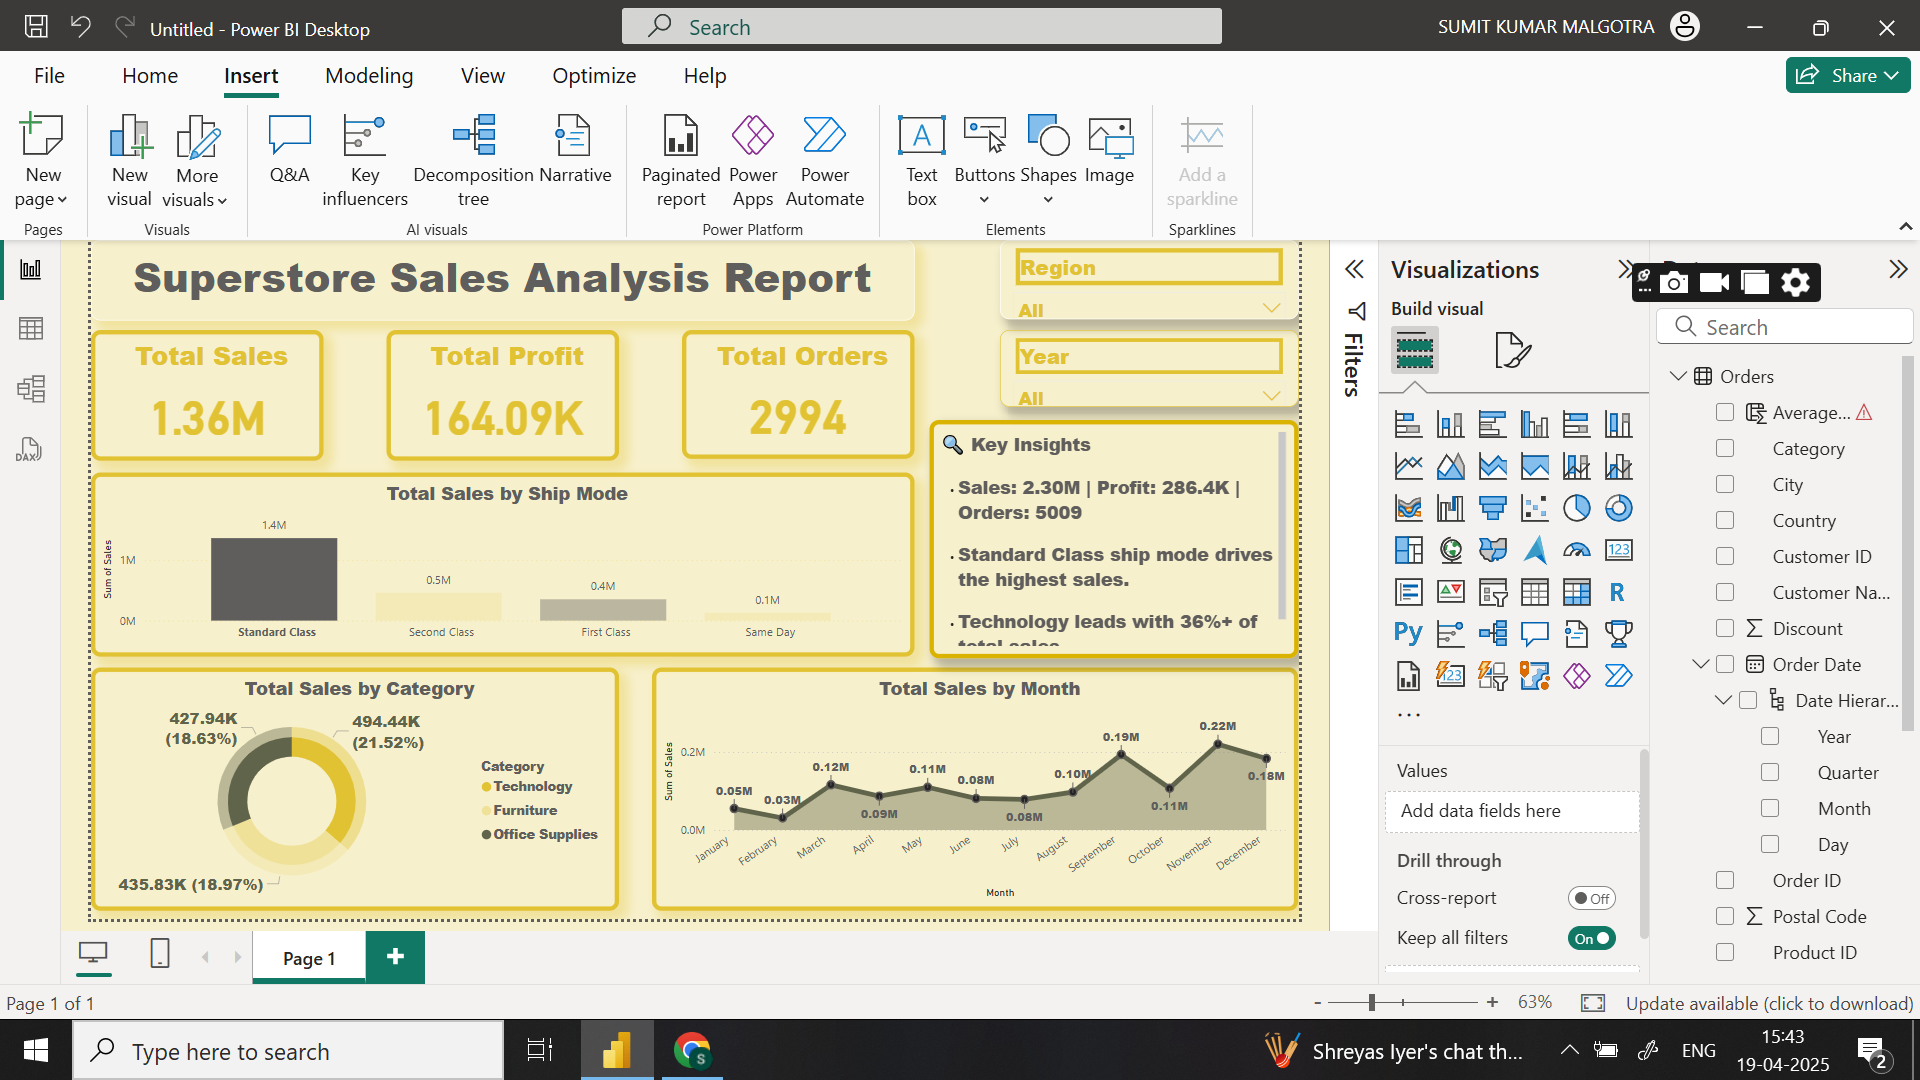 Untitled - Power BI Desktop
Search
SUMIT KUMAR MALGOTRA
File
Home
Insert
Modeling
View
Optimize
Help
Share
New page
New visual
More visuals
Q&A
Key influencers
Decomposition tree
Narrative
Paginated report
Power Apps
Power Automate
Text box
Buttons
Shapes
Image
Add a sparkline
Pages
Visuals
AI visuals
Power Platform
Elements
Sparklines
DAX
Superstore Sales Analysis Report
Region
All
Year
All
Total Sales
1.36M
Total Profit
164.09K
Total Orders
2994
Total Sales by Ship Mode
Sum of Sales
1M
0M
1.4M
0.5M
0.4M
0.1M
Standard Class
Second Class
First Class
Same Day
🔍 Key Insights
· Sales: 2.30M | Profit: 286.4K |
Orders: 5009
· Standard Class ship mode drives
the highest sales.
· Technology leads with 36%+ of
total sales
Total Sales by Category
427.94K
(18.63%)
494.44K
(21.52%)
435.83K (18.97%)
Category
Technology
Furniture
Office Supplies
Total Sales by Month
Sum of Sales
0.2M
0.0M
0.05M
0.03M
0.12M
0.09M
0.11M
0.08M
0.08M
0.10M
0.19M
0.11M
0.22M
0.18M
January
February
March
April
May
June
July
August
September
October
November
December
Month
Filters
Visualizations
Build visual
123
R
Py
123
...
Values
Add data fields here
Drill through
Cross-report
Off
Keep all filters
On
Search
Orders
Average...
Category
City
Country
Customer ID
Customer Na...
Discount
Order Date
Date Hierar...
Year
Quarter
Month
Day
Order ID
Postal Code
Product ID
Page 1
+
Page 1 of 1
- + 63%
Update available (click to download)
Type here to search
S
Shreyas Iyer's chat th...
ENG
15:43
19-04-2025
2